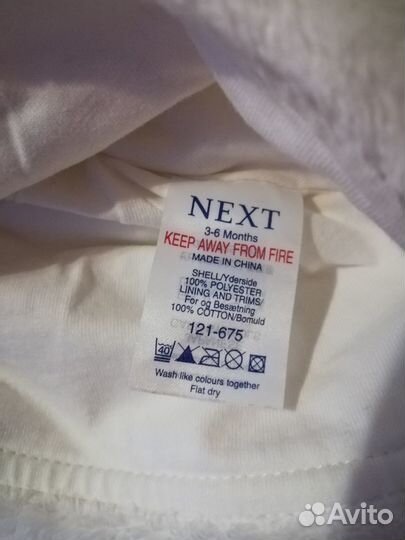 NEXT
3-6 Months
KEEP AWAY FROM FIRE
MADE IN CHINA
SHELL/Yderside
100% POLYESTER
LINING AND TRIMS/
For og Besætning
100% COTTON/Bomuld
121-675
40
Wash like colours together
Flat dry
Avito